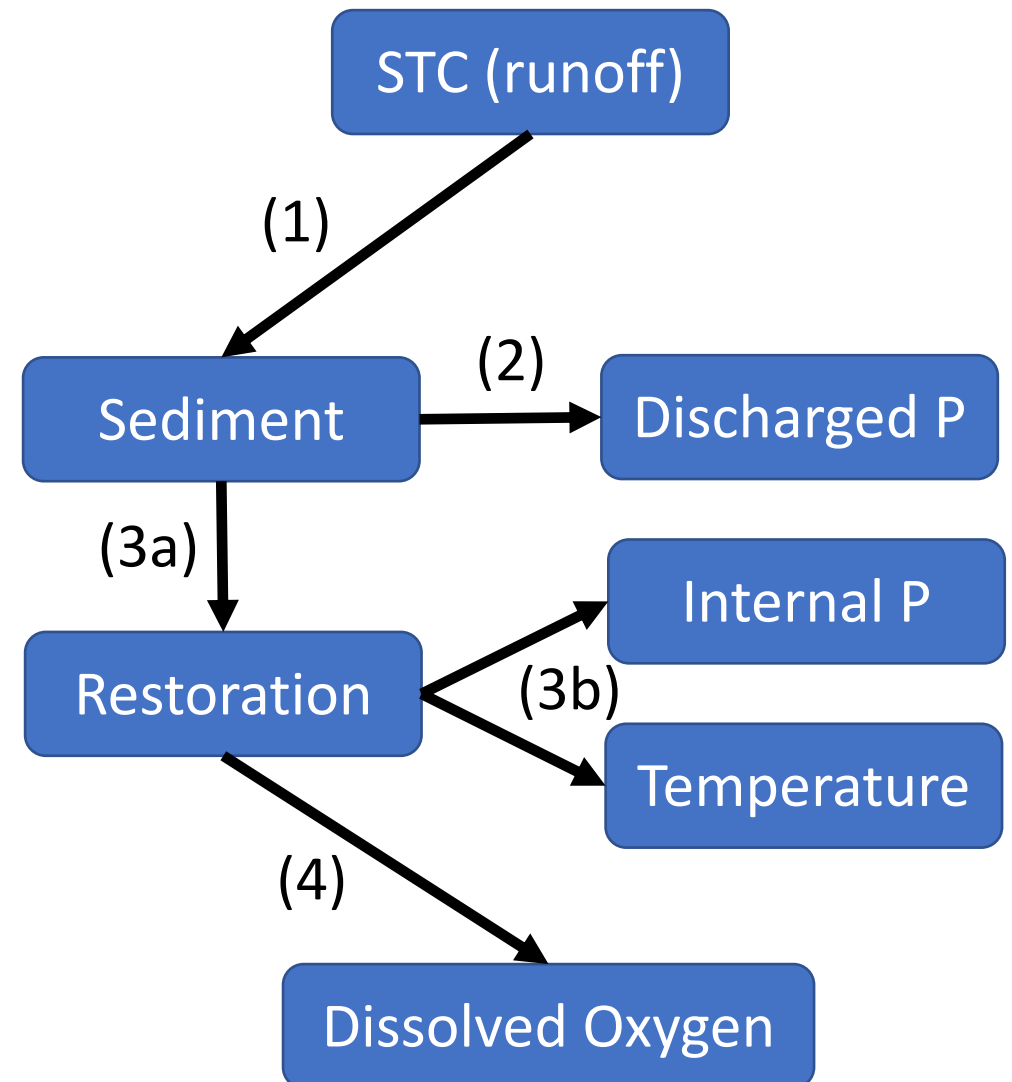 STC (runoff)
(1)
Sediment
(2)
Discharged P
(3a)
Internal P
Restoration
(3b)
Temperature
(4)
Dissolved Oxygen